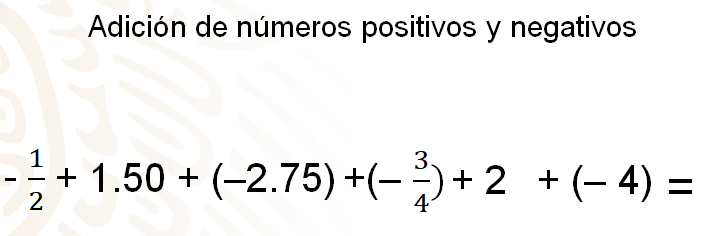 Adición de números positivos y negativos
- 1/2 + 1.50 + (–2.75) +(– 3/4) + 2 + (– 4) =